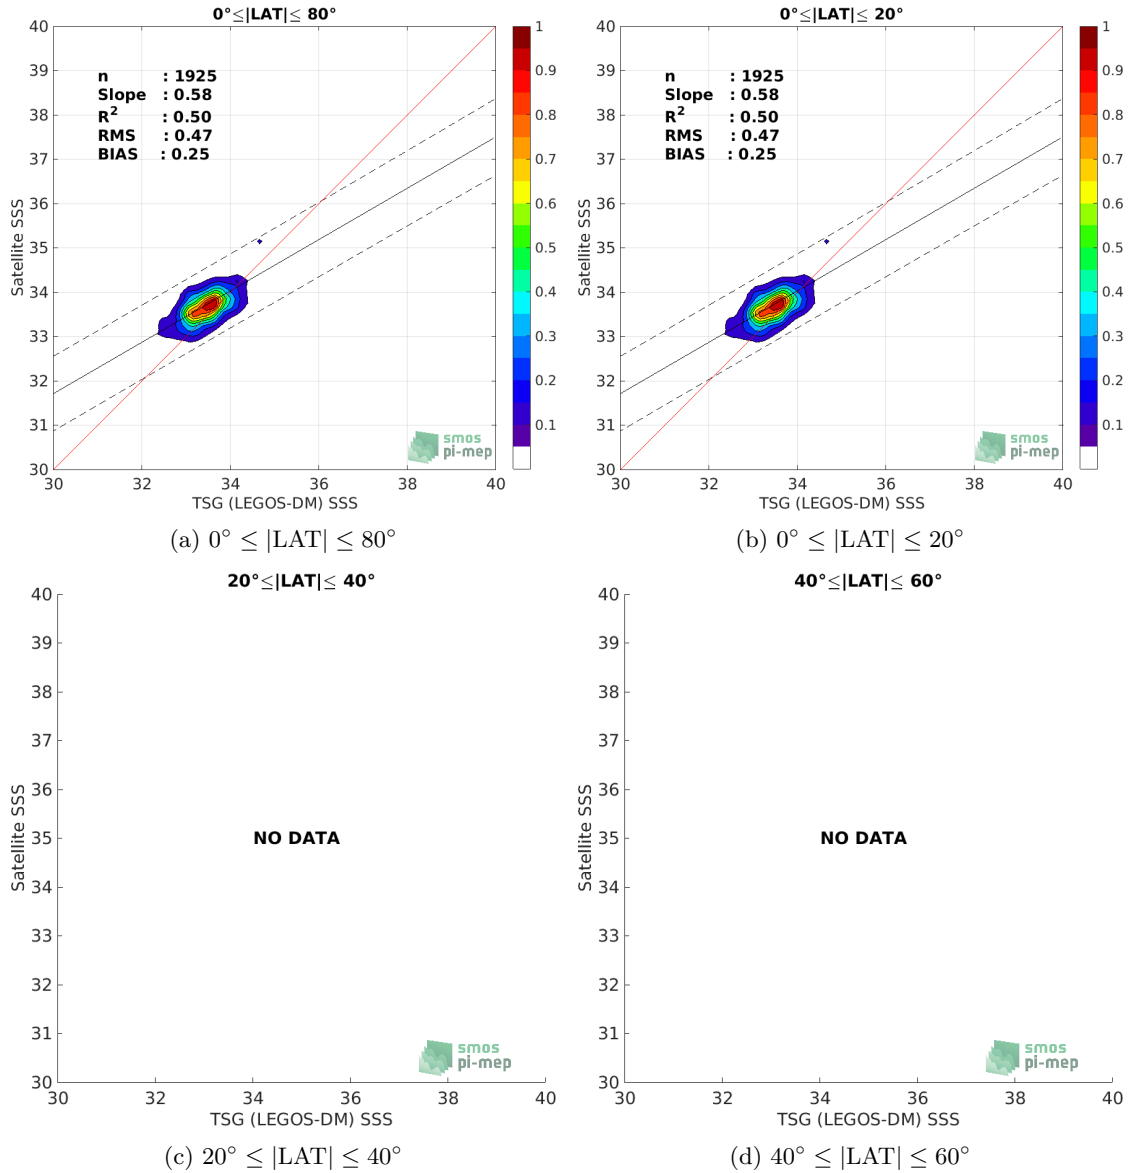 0°≤|LAT|≤ 80°
40
39
38
37
36
35
34
33
32
31
30
Satellite SSS
n : 1925
Slope : 0.58
R² : 0.50
RMS : 0.47
BIAS : 0.25
smos
pi-mep
30 32 34 36 38 40
TSG (LEGOS-DM) SSS
1
0.9
0.8
0.7
0.6
0.5
0.4
0.3
0.2
0.1
(a) 0° ≤ |LAT| ≤ 80°
0°≤|LAT|≤ 20°
40
39
38
37
36
35
34
33
32
31
30
Satellite SSS
n : 1925
Slope : 0.58
R² : 0.50
RMS : 0.47
BIAS : 0.25
smos
pi-mep
30 32 34 36 38 40
TSG (LEGOS-DM) SSS
1
0.9
0.8
0.7
0.6
0.5
0.4
0.3
0.2
0.1
(b) 0° ≤ |LAT| ≤ 20°
20°≤|LAT|≤ 40°
40
39
38
37
36
35
34
33
32
31
30
Satellite SSS
NO DATA
smos
pi-mep
30 32 34 36 38 40
TSG (LEGOS-DM) SSS
(c) 20° ≤ |LAT| ≤ 40°
40°≤|LAT|≤ 60°
40
39
38
37
36
35
34
33
32
31
30
Satellite SSS
NO DATA
smos
pi-mep
30 32 34 36 38 40
TSG (LEGOS-DM) SSS
(d) 40° ≤ |LAT| ≤ 60°